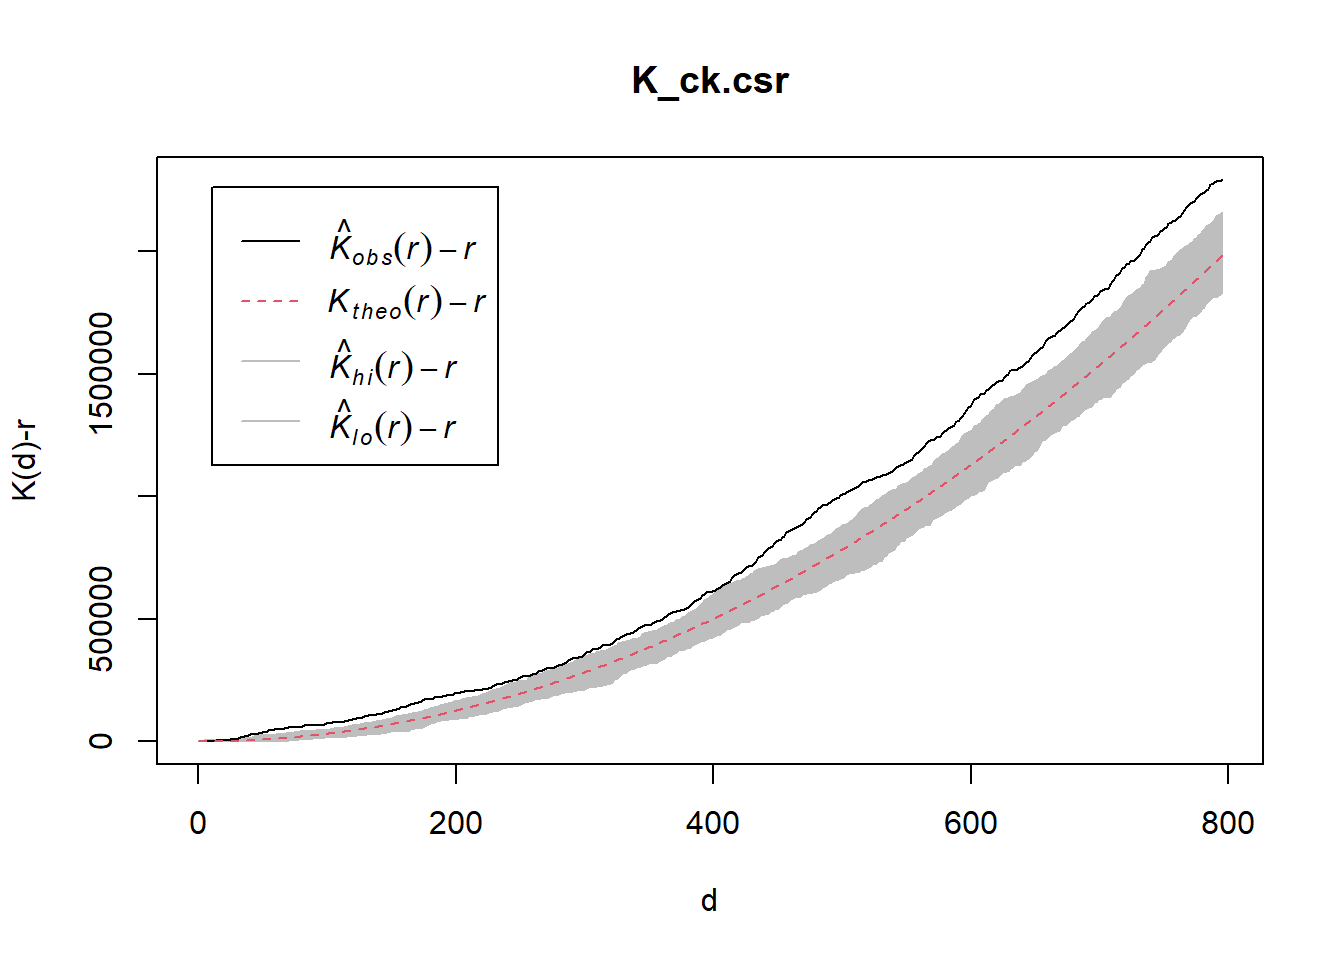 K_ck.csr
K̂obs(r) – r
Ktheo(r) – r
K̂hi(r) – r
K̂lo(r) – r
K(d)-r
0
500000
1500000
0
200
400
600
800
d